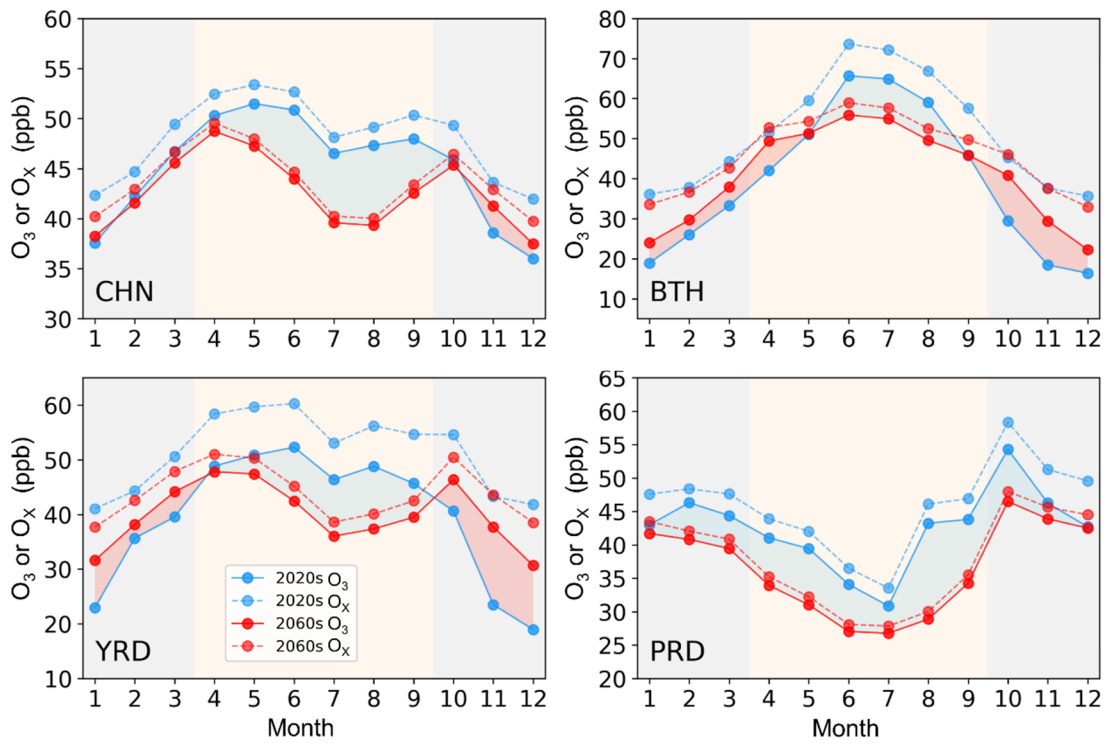 60
55
50
45
40
35
30
O₃ or Oₓ (ppb)
CHN
1 2 3 4 5 6 7 8 9 10 11 12
80
70
60
50
40
30
20
10
O₃ or Oₓ (ppb)
BTH
1 2 3 4 5 6 7 8 9 10 11 12
60
50
40
30
20
10
O₃ or Oₓ (ppb)
2020s O₃
2020s Oₓ
2060s O₃
2060s Oₓ
YRD
1 2 3 4 5 6 7 8 9 10 11 12
Month
65
60
55
50
45
40
35
30
25
20
O₃ or Oₓ (ppb)
PRD
1 2 3 4 5 6 7 8 9 10 11 12
Month